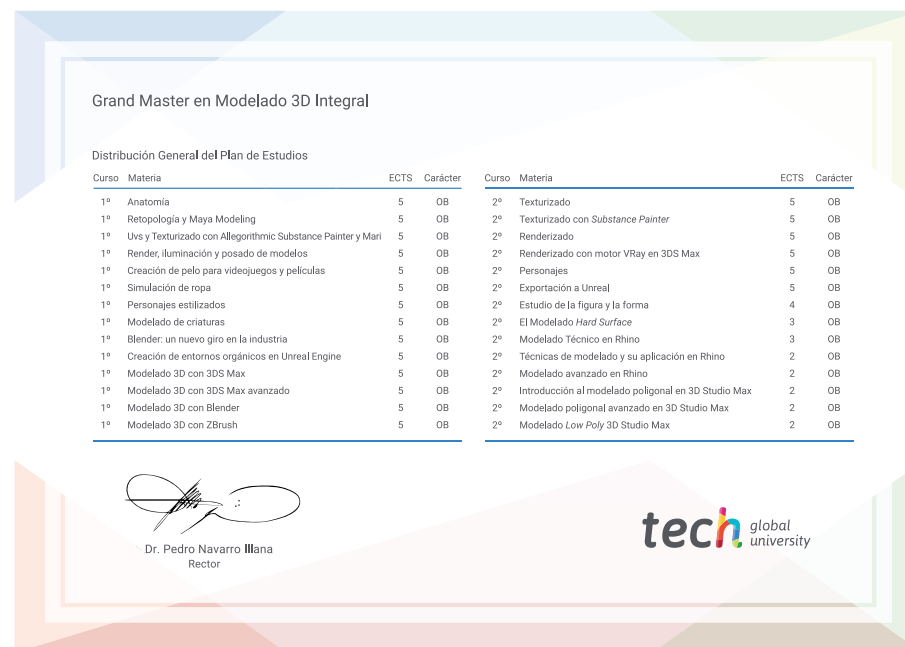 Grand Master en Modelado 3D Integral
Distribución General del Plan de Estudios
Curso Materia ECTS Carácter
1º Anatomía 5 OB
1º Retopología y Maya Modeling 5 OB
1º Uvs y Texturizado con Allegorithmic Substance Painter y Mari 5 OB
1º Render, iluminación y posado de modelos 5 OB
1º Creación de pelo para videojuegos y películas 5 OB
1º Simulación de ropa 5 OB
1º Personajes estilizados 5 OB
1º Modelado de criaturas 5 OB
1º Blender: un nuevo giro en la industria 5 OB
1º Creación de entornos orgánicos en Unreal Engine 5 OB
1º Modelado 3D con 3DS Max 5 OB
1º Modelado 3D con 3DS Max avanzado 5 OB
1º Modelado 3D con Blender 5 OB
1º Modelado 3D con ZBrush 5 OB
Curso Materia ECTS Carácter
2º Texturizado 5 OB
2º Texturizado con Substance Painter 5 OB
2º Renderizado 5 OB
2º Renderizado con motor VRay en 3DS Max 5 OB
2º Personajes 5 OB
2º Exportación a Unreal 5 OB
2º Estudio de la figura y la forma 4 OB
2º El Modelado Hard Surface 3 OB
2º Modelado Técnico en Rhino 3 OB
2º Técnicas de modelado y su aplicación en Rhino 2 OB
2º Modelado avanzado en Rhino 2 OB
2º Introducción al modelado poligonal en 3D Studio Max 2 OB
2º Modelado poligonal avanzado en 3D Studio Max 2 OB
2º Modelado Low Poly 3D Studio Max 2 OB
Dr. Pedro Navarro Illana
Rector
tech global
university